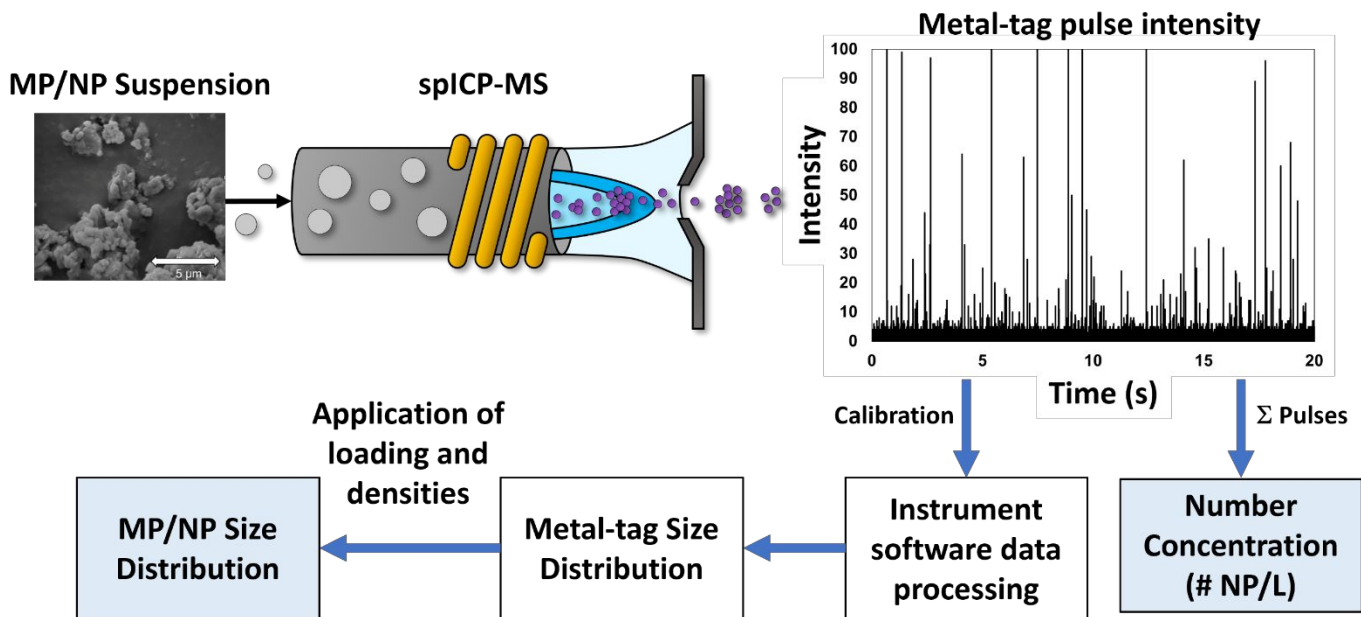 MP/NP Suspension
5 µm
spICP-MS
Metal-tag pulse intensity
Intensity
100
90
80
70
60
50
40
30
20
10
0
0 5 10 15 20
Time (s)
Calibration
Σ Pulses
Application of
loading and
densities
MP/NP Size
Distribution
Metal-tag Size
Distribution
Instrument
software data
processing
Number
Concentration
(# NP/L)